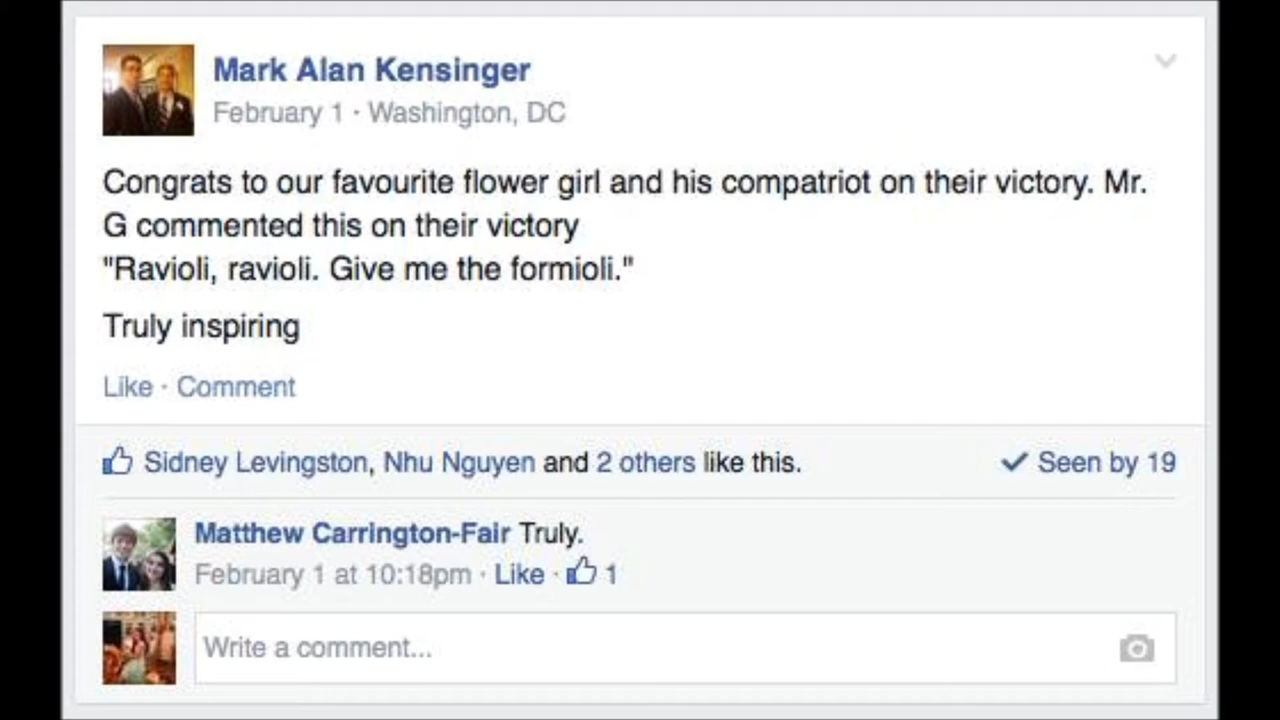 Mark Alan Kensinger
February 1 · Washington, DC
Congrats to our favourite flower girl and his compatriot on their victory. Mr.
G commented this on their victory
"Ravioli, ravioli. Give me the formioli."
Truly inspiring
Like · Comment
Sidney Levingston, Nhu Nguyen and 2 others like this. Seen by 19
Matthew Carrington-Fair Truly.
February 1 at 10:18pm · Like · 1
Write a comment...